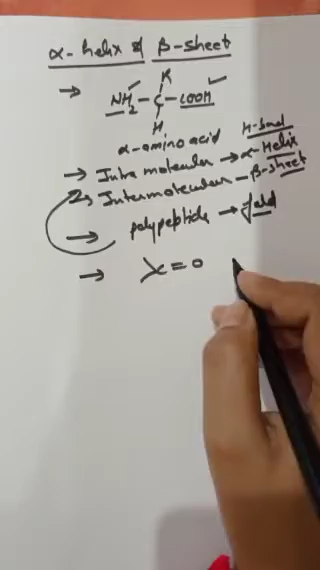 α-helix & β-sheet
→ R
NH2-C-COOH
H
α-amino acid H-bond
→ Intra molecular → α-Helix
→ Intermolecular - β-sheet
→ polypeptide → fold
→ >=0